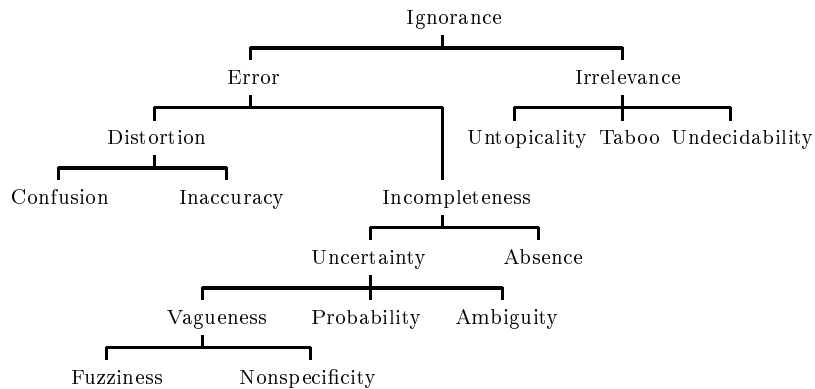 Ignorance
Error Irrelevance
Distortion Untopicality Taboo Undecidability
Confusion Inaccuracy Incompleteness
Uncertainty Absence
Vagueness Probability Ambiguity
Fuzziness Nonspecificity